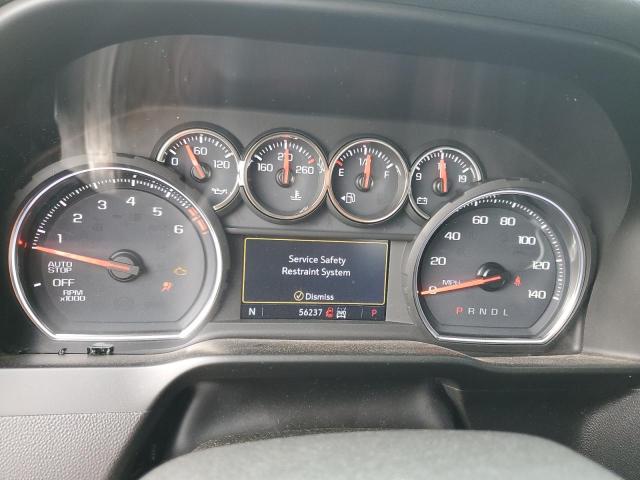 0 60 120
160 210 260
E 1/2 F
9 14 19
1 2 3 4 5 6
AUTO
STOP
OFF
RPM
x1000
Service Safety
Restraint System
Dismiss
N 56237 P
0 20 40 60 80 100 120 140
MPH
P R N D L